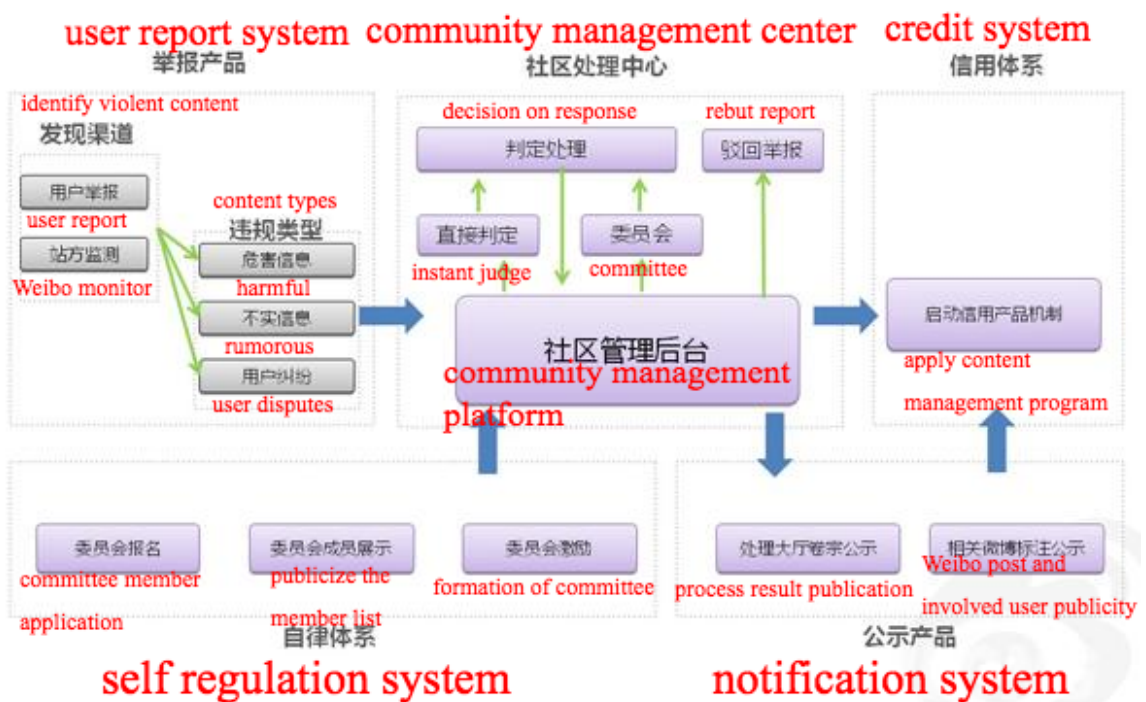 user report system
community management center
credit system
举报产品
社区处理中心
信用体系
identify violent content
发现渠道
用户举报
user report
站方监测
Weibo monitor
content types
违规类型
危害信息
harmful
不实信息
rumorous
用户纠纷
user disputes
decision on response
判定处理
rebut report
驳回举报
直接判定
instant judge
委员会
committee
社区管理后台
community management
platform
启动信用产品机制
apply content
management program
委员会报名
committee member
application
委员会成员展示
publicize the
member list
委员会激励
formation of committee
自律体系
self regulation system
处理大厅卷宗公示
process result publication
相关微博标注公示
Weibo post and
involved user publicity
公示产品
notification system